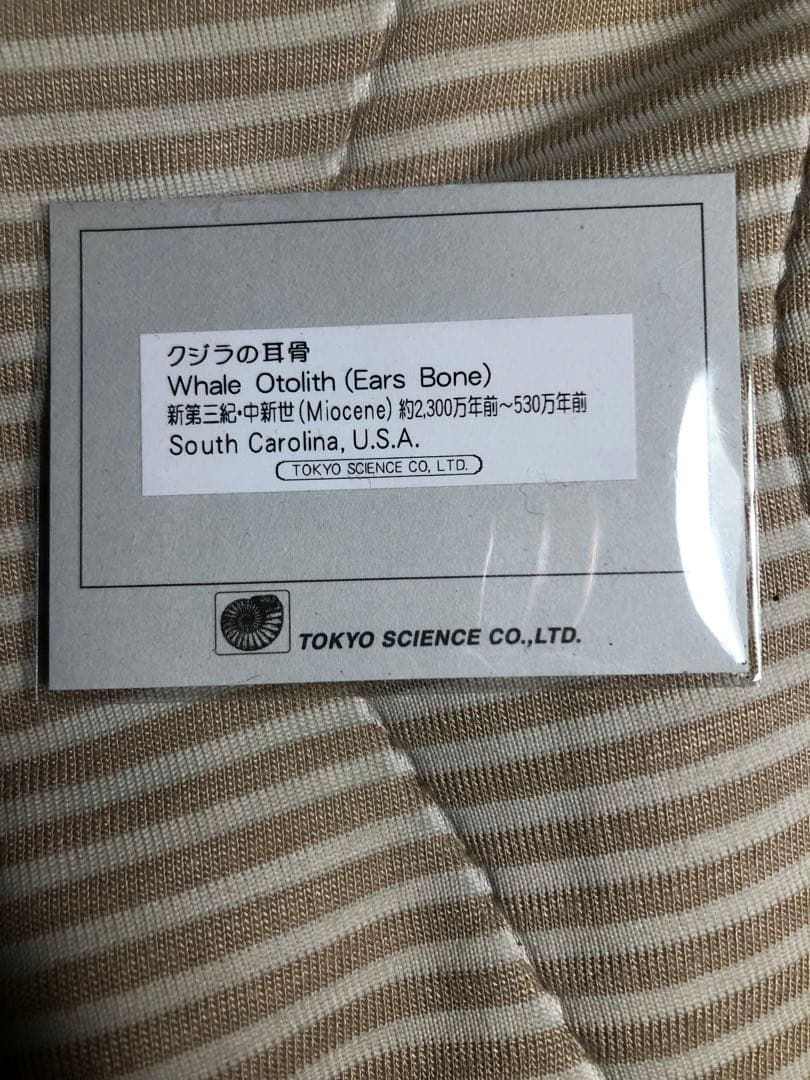 クジラの耳骨
Whale Otolith (Ears Bone)
新第三紀・中新世(Miocene)約2,300万年前～530万年前
South Carolina, U.S.A.
TOKYO SCIENCE CO, LTD.
TOKYO SCIENCE CO.,LTD.